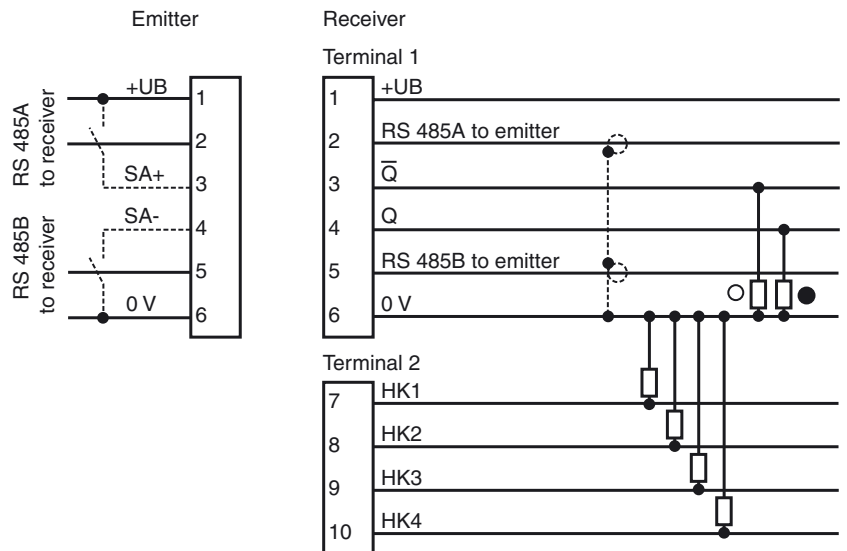 Emitter
RS 485A
to receiver
RS 485B
to receiver
+UB
1
2
SA+
3
SA-
4
5
0 V
6
Receiver
Terminal 1
1
+UB
2
RS 485A to emitter
3
Q̅
4
Q
5
RS 485B to emitter
6
0 V
Terminal 2
7
HK1
8
HK2
9
HK3
10
HK4